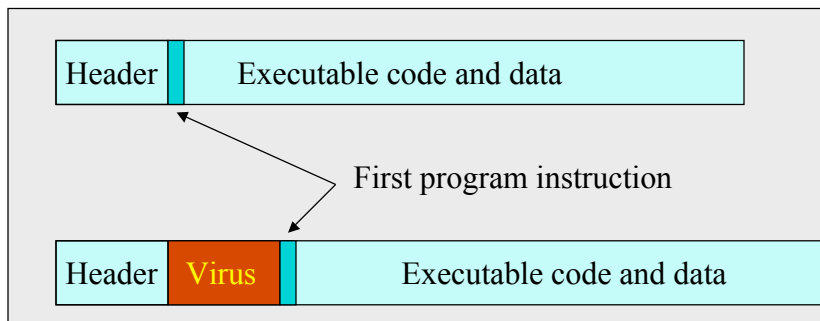 Header Executable code and data
First program instruction
Header Virus Executable code and data